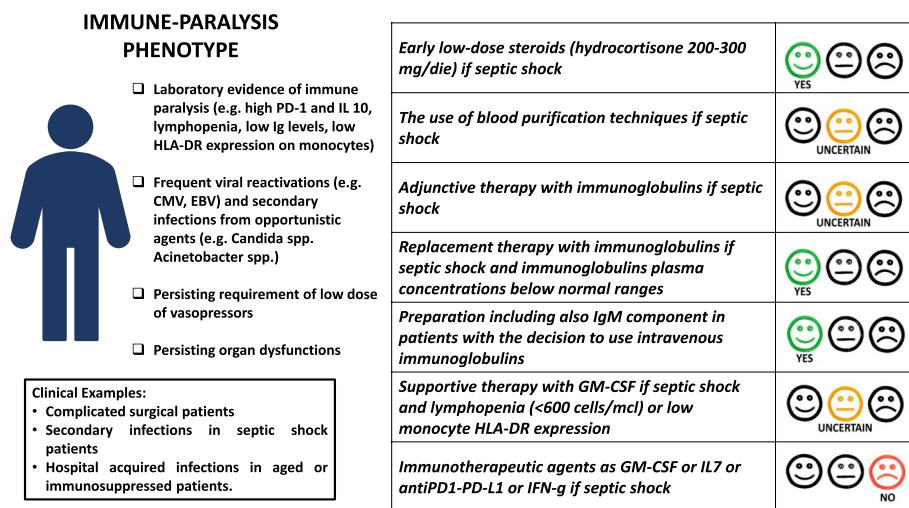 IMMUNE-PARALYSIS
PHENOTYPE
❑ Laboratory evidence of immune
paralysis (e.g. high PD-1 and IL 10,
lymphopenia, low Ig levels, low
HLA-DR expression on monocytes)
❑ Frequent viral reactivations (e.g.
CMV, EBV) and secondary
infections from opportunistic
agents (e.g. Candida spp.
Acinetobacter spp.)
❑ Persisting requirement of low dose
of vasopressors
❑ Persisting organ dysfunctions
Clinical Examples:
• Complicated surgical patients
• Secondary infections in septic shock
patients
• Hospital acquired infections in aged or
immunosuppressed patients.
Early low-dose steroids (hydrocortisone 200-300
mg/die) if septic shock
YES
The use of blood purification techniques if septic
shock
UNCERTAIN
Adjunctive therapy with immunoglobulins if septic
shock
UNCERTAIN
Replacement therapy with immunoglobulins if
septic shock and immunoglobulins plasma
concentrations below normal ranges
YES
Preparation including also IgM component in
patients with the decision to use intravenous
immunoglobulins
YES
Supportive therapy with GM-CSF if septic shock
and lymphopenia (<600 cells/mcl) or low
monocyte HLA-DR expression
UNCERTAIN
Immunotherapeutic agents as GM-CSF or IL7 or
antiPD1-PD-L1 or IFN-g if septic shock
NO